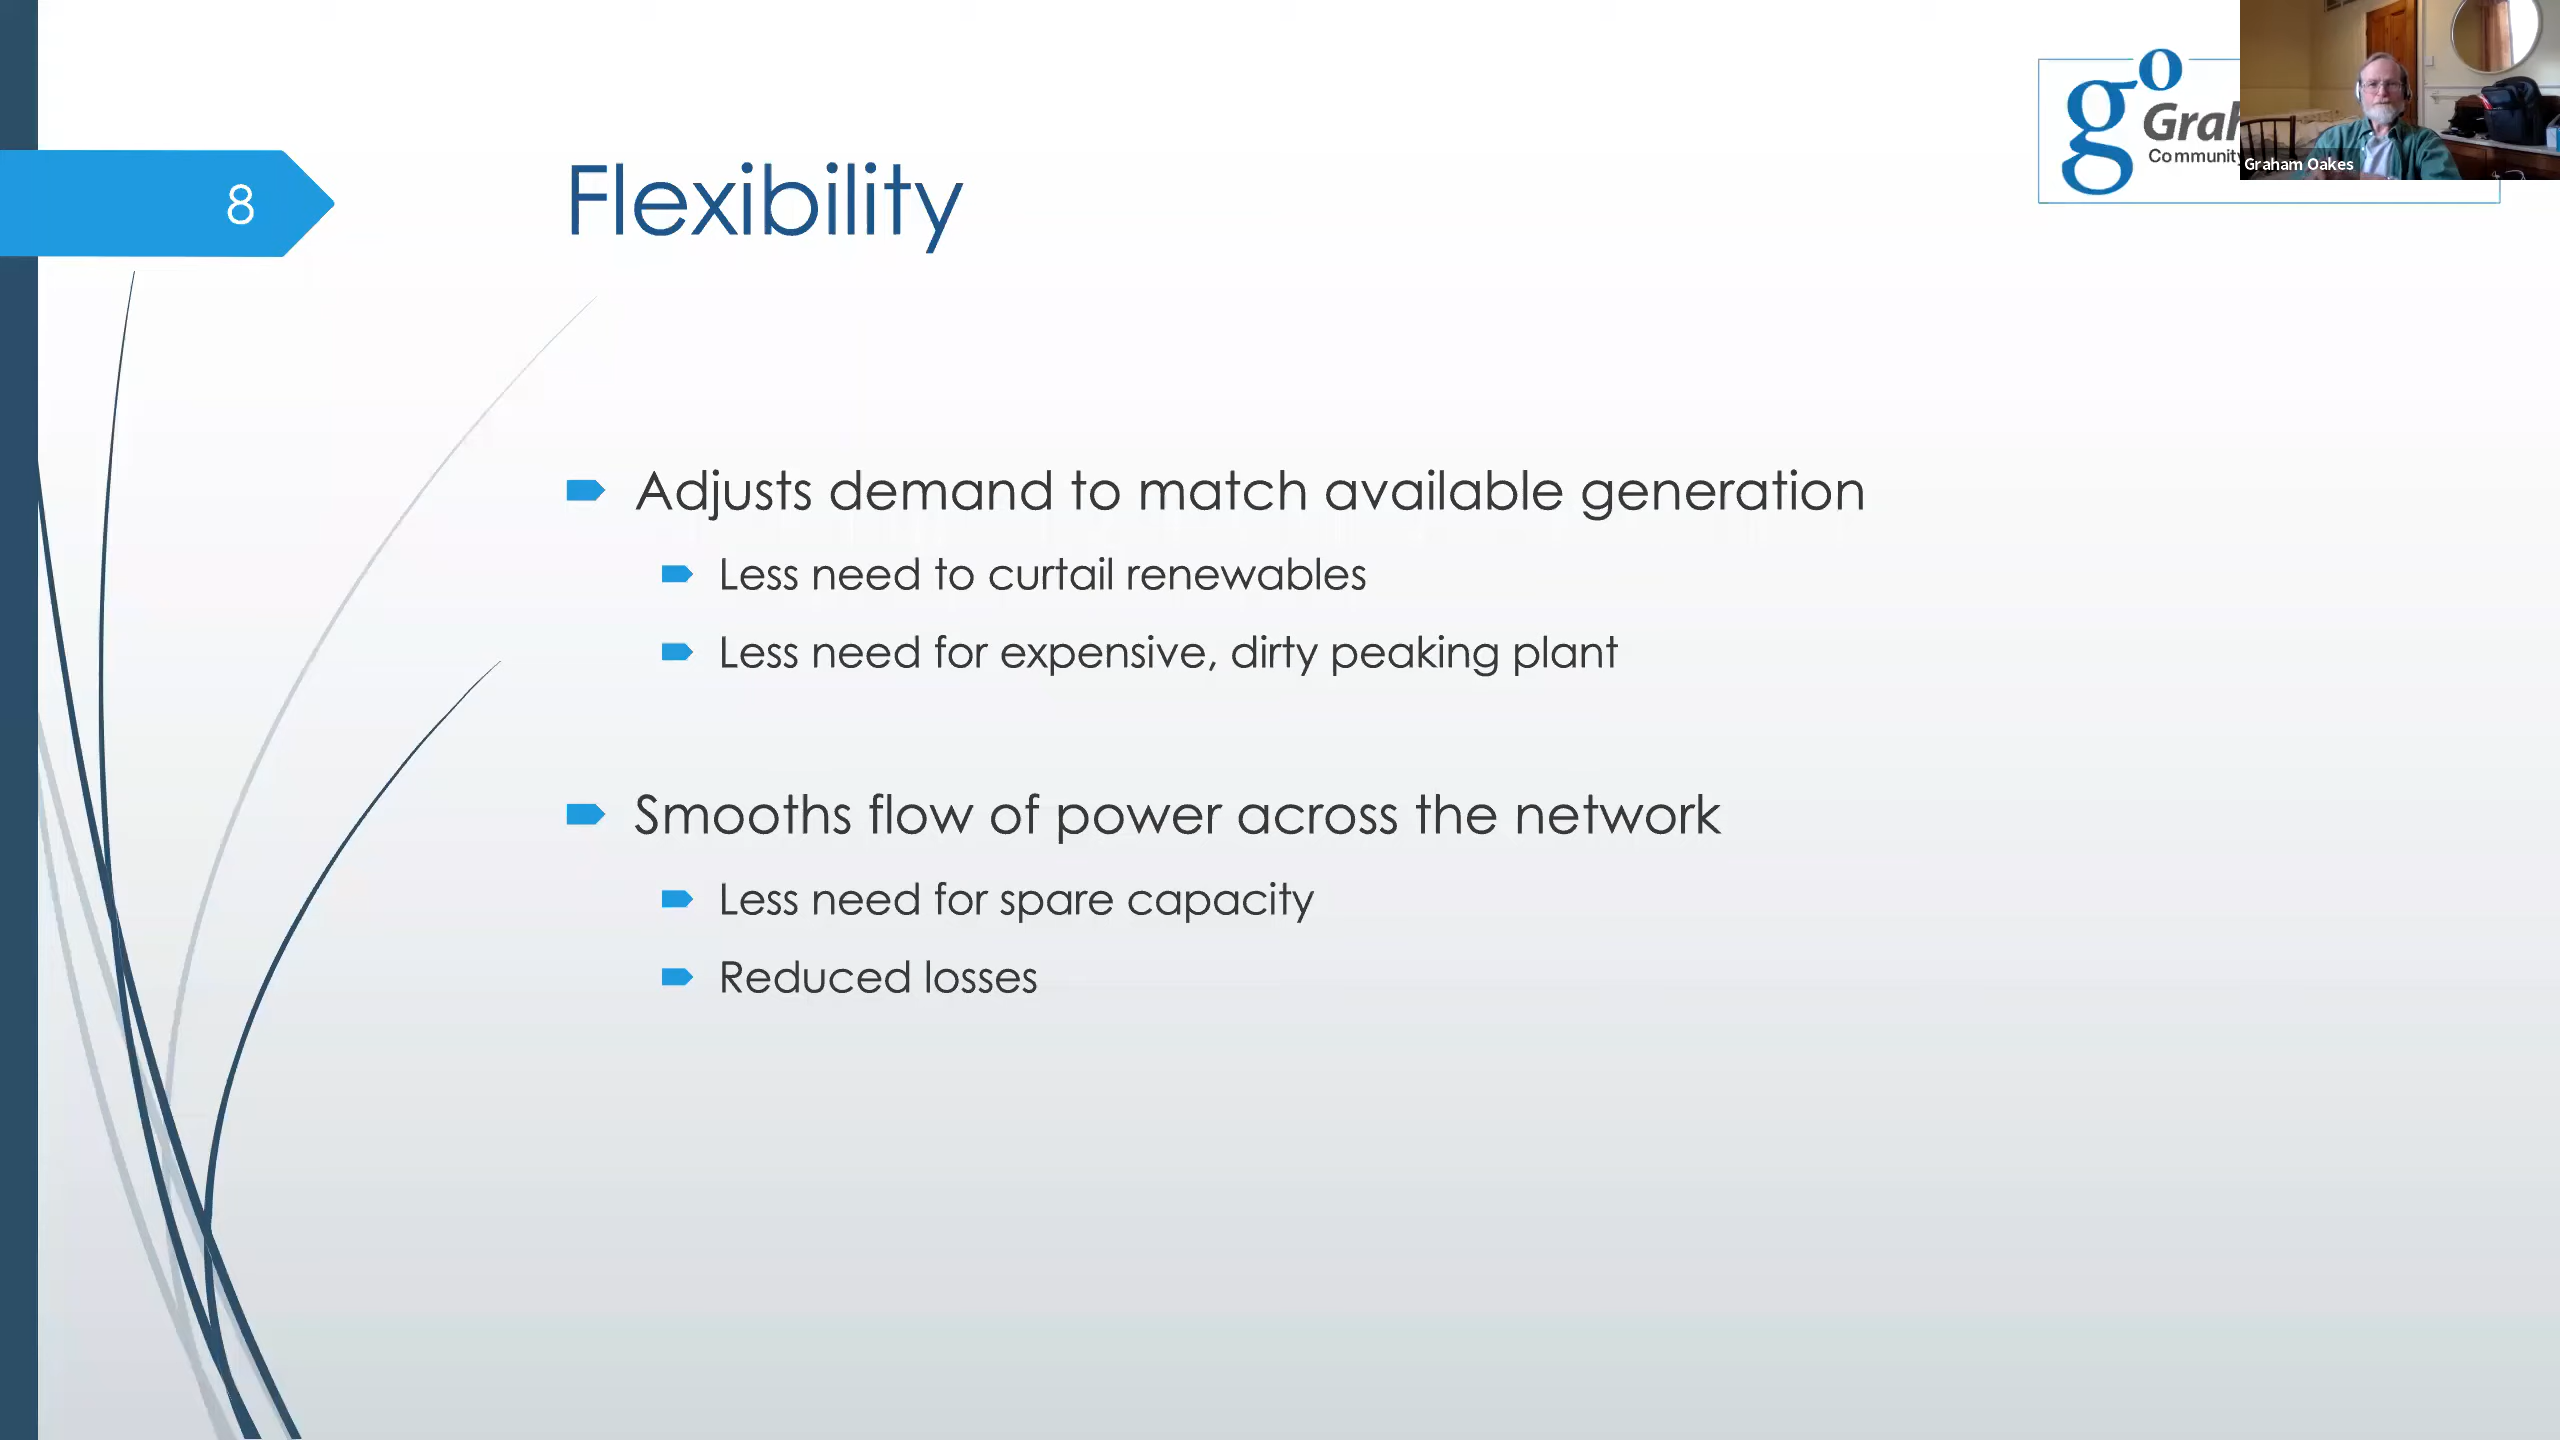 8
Flexibility
go
Community
Graham Oakes
Adjusts demand to match available generation
Less need to curtail renewables
Less need for expensive, dirty peaking plant
Smooths flow of power across the network
Less need for spare capacity
Reduced losses